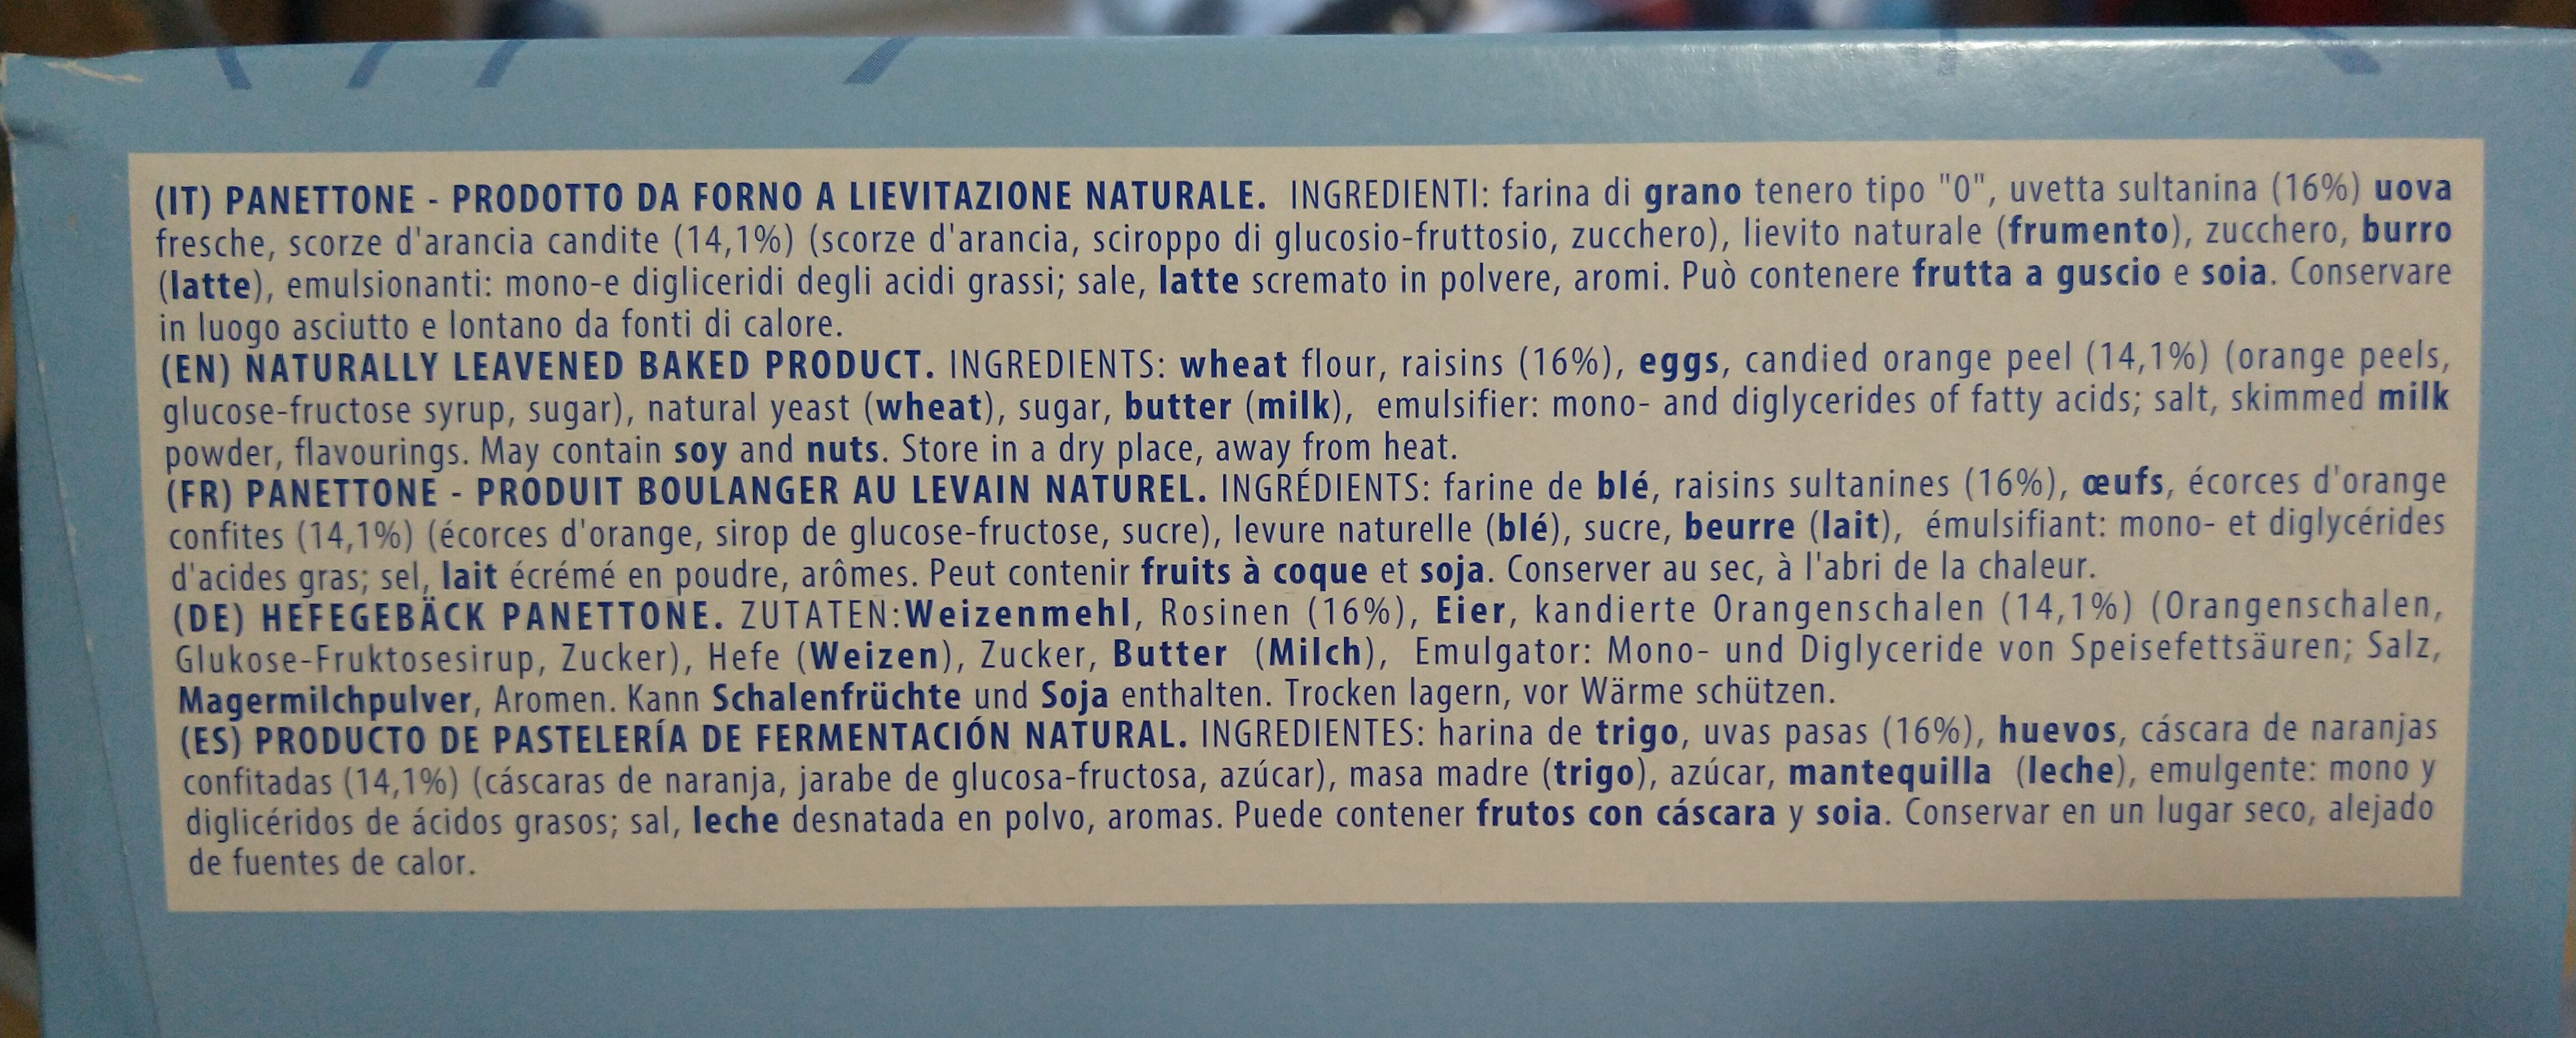 (IT) PANETTONE - PRODOTTO DA FORNO A LIEVITAZIONE NATURALE. INGREDIENTI: farina di grano tenero tipo "0", uvetta sultanina (16%) uova
fresche, scorze d'arancia candite (14,1%) (scorze d'arancia, sciroppo di glucosio-fruttosio, zucchero), lievito naturale (frumento), zucchero, burro
(latte), emulsionanti: mono-e digliceridi degli acidi grassi; sale, latte scremato in polvere, aromi. Può contenere frutta a guscio e soia. Conservare
in luogo asciutto e lontano da fonti di calore.
(EN) NATURALLY LEAVENED BAKED PRODUCT. INGREDIENTS: wheat flour, raisins (16%), eggs, candied orange peel (14,1%) (orange peels,
glucose-fructose syrup, sugar), natural yeast (wheat), sugar, butter (milk), emulsifier: mono- and diglycerides of fatty acids; salt, skimmed milk
powder, flavourings. May contain soy and nuts. Store in a dry place, away from heat.
(FR) PANETTONE - PRODUIT BOULANGER AU LEVAIN NATUREL. INGRÉDIENTS: farine de blé, raisins sultanines (16%), œufs, écorces d'orange
confites (14,1%) (écorces d'orange, sirop de glucose-fructose, sucre), levure naturelle (blé), sucre, beurre (lait), émulsifiant: mono- et diglycérides
d'acides gras; sel, lait écrémé en poudre, arômes. Peut contenir fruits à coque et soja. Conserver au sec, à l'abri de la chaleur.
(DE) HEFEGEBÄCK PANETTONE. ZUTATEN:Weizenmehl, Rosinen (16%), Eier, kandierte Orangenschalen (14,1%) (Orangenschalen,
Glukose-Fruktosesirup, Zucker), Hefe (Weizen), Zucker, Butter (Milch), Emulgator: Mono- und Diglyceride von Speisefettsäuren; Salz,
Magermilchpulver, Aromen. Kann Schalenfrüchte und Soja enthalten. Trocken lagern, vor Wärme schützen.
(ES) PRODUCTO DE PASTELERÍA DE FERMENTACIÓN NATURAL. INGREDIENTES: harina de trigo, uvas pasas (16%), huevos, cáscara de naranjas
confitadas (14,1%) (cáscaras de naranja, jarabe de glucosa-fructosa, azúcar), masa madre (trigo), azúcar, mantequilla (leche), emulgente: mono y
diglicéridos de ácidos grasos; sal, leche desnatada en polvo, aromas. Puede contener frutos con cáscara y soia. Conservar en un lugar seco, alejado
de fuentes de calor.